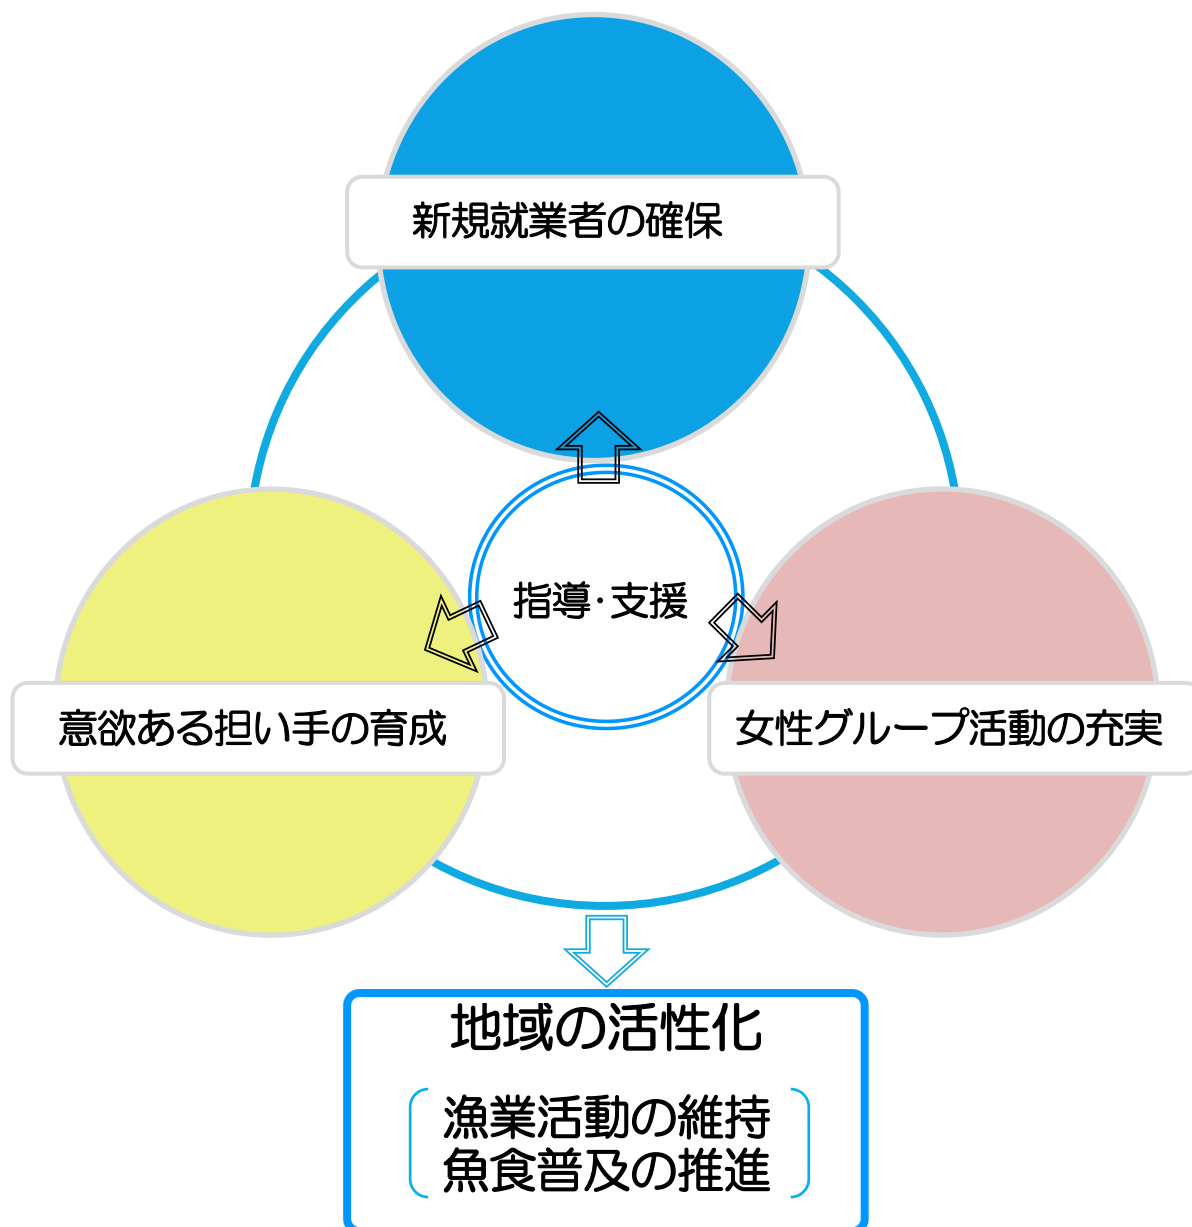 新規就業者の確保
指導・支援
意欲ある担い手の育成
女性グループ活動の充実
地域の活性化
漁業活動の維持
魚食普及の推進